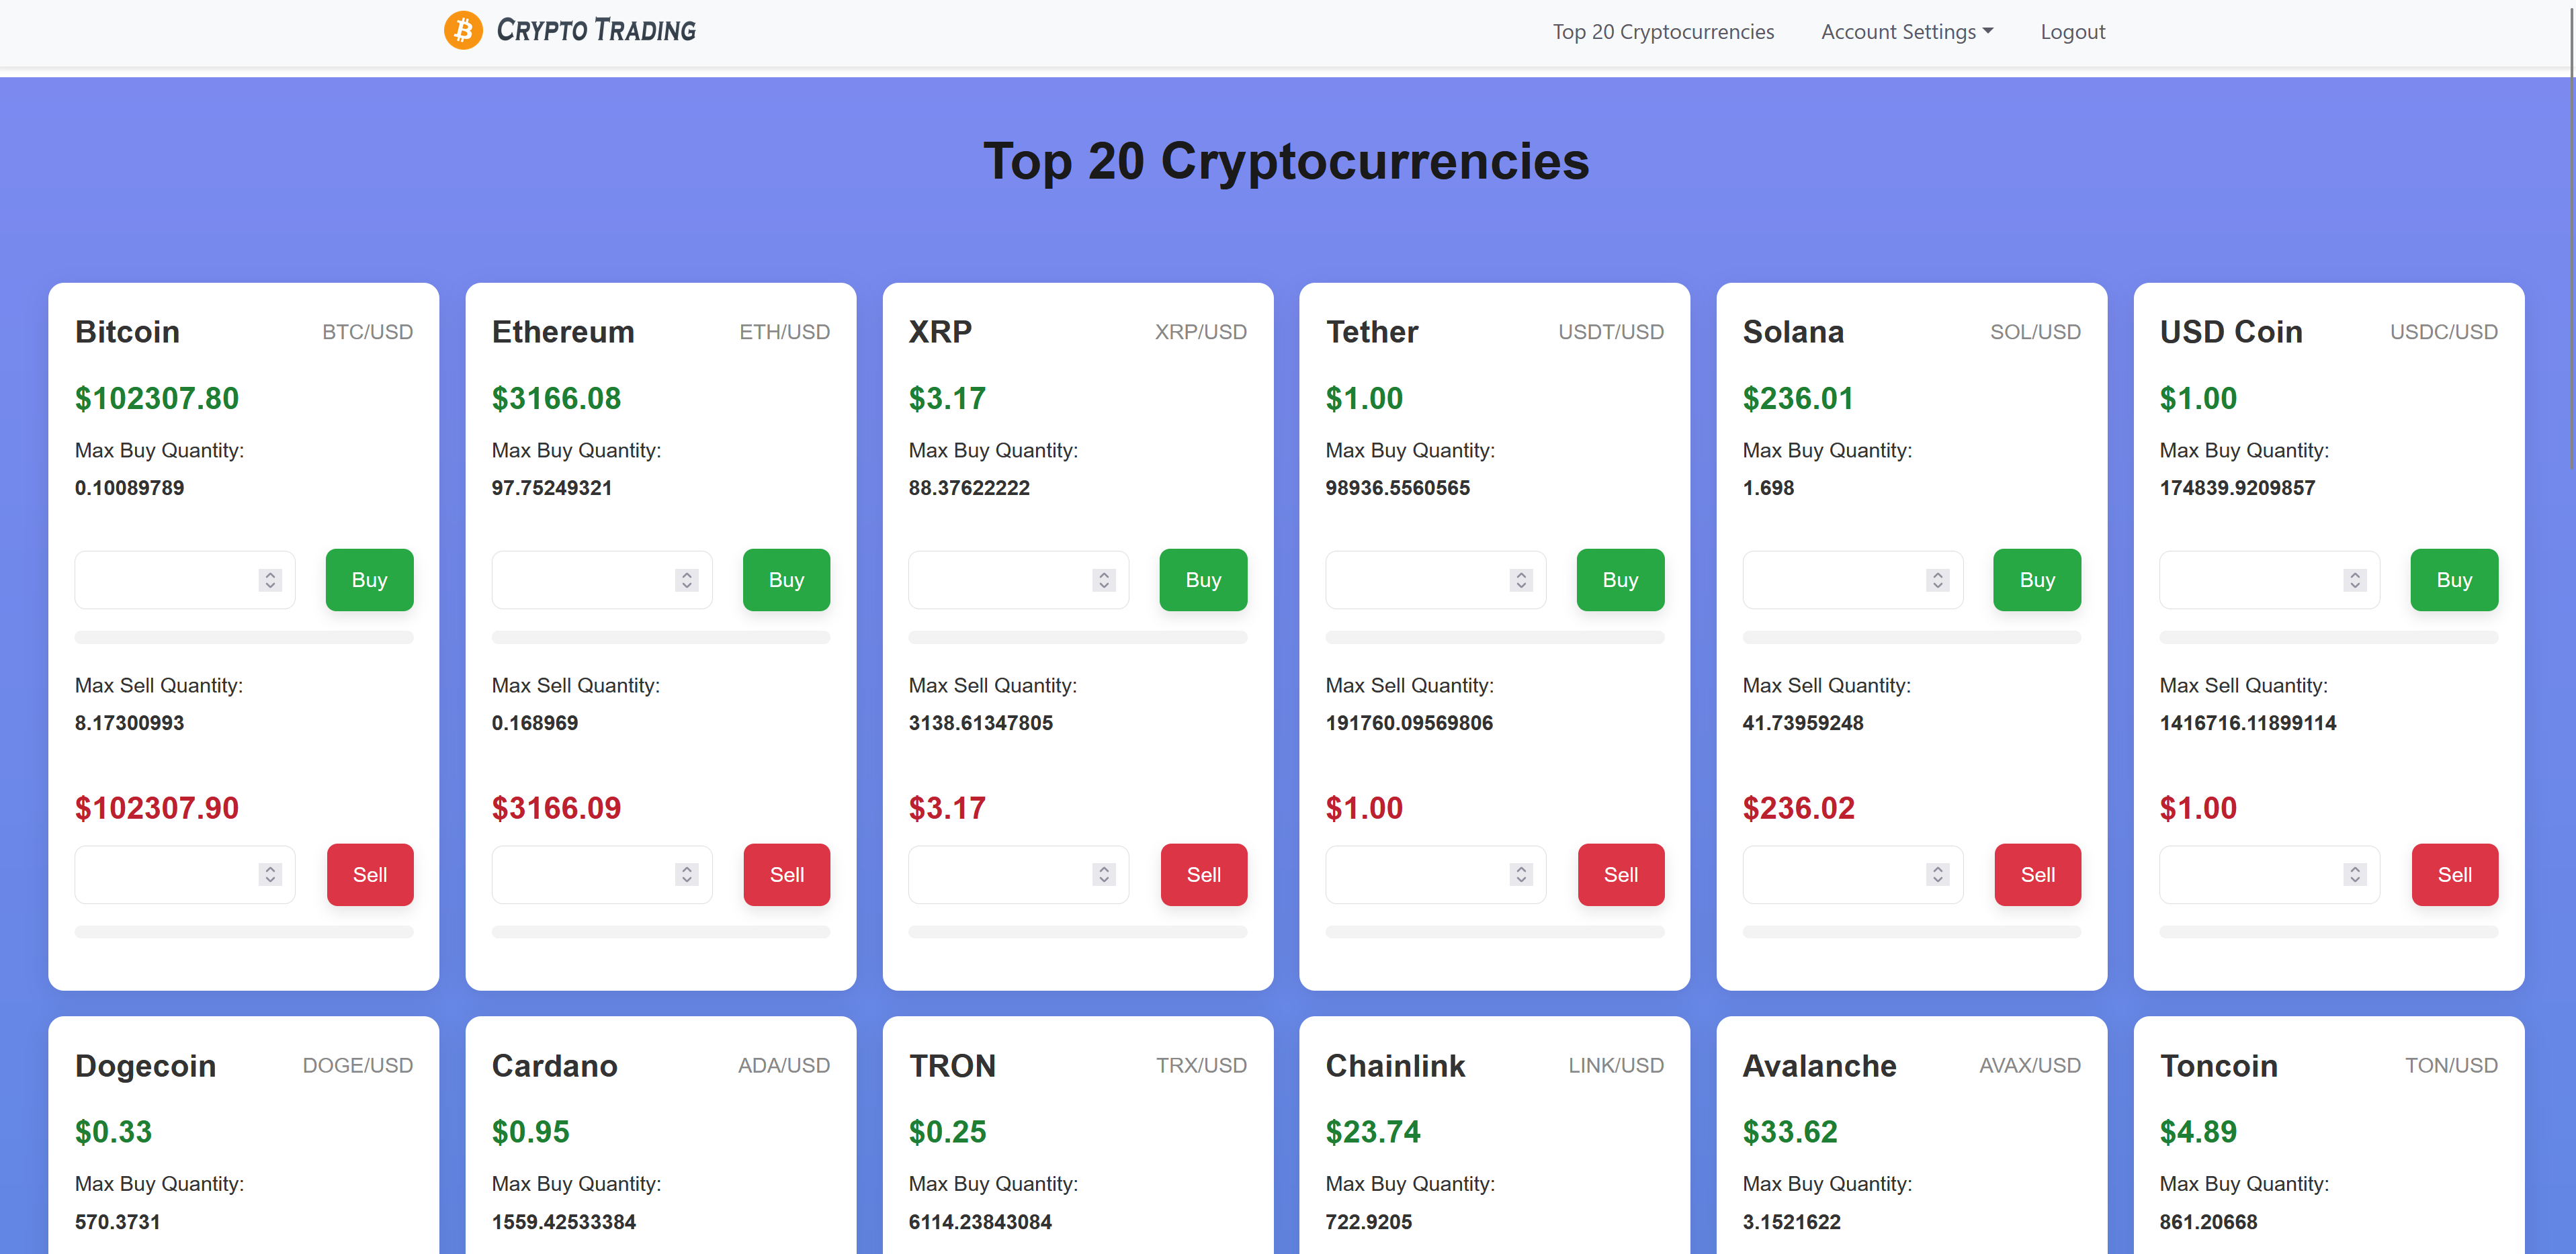 CRYPTO TRADING
Top 20 Cryptocurrencies
Account Settings
Logout
Top 20 Cryptocurrencies
Bitcoin
BTC/USD
$102307.80
Max Buy Quantity:
0.10089789
Buy
Max Sell Quantity:
8.17300993
$102307.90
Sell
Ethereum
ETH/USD
$3166.08
Max Buy Quantity:
97.75249321
Buy
Max Sell Quantity:
0.168969
$3166.09
Sell
XRP
XRP/USD
$3.17
Max Buy Quantity:
88.37622222
Buy
Max Sell Quantity:
3138.61347805
$3.17
Sell
Tether
USDT/USD
$1.00
Max Buy Quantity:
98936.5560565
Buy
Max Sell Quantity:
191760.09569806
$1.00
Sell
Solana
SOL/USD
$236.01
Max Buy Quantity:
1.698
Buy
Max Sell Quantity:
41.73959248
$236.02
Sell
USD Coin
USDC/USD
$1.00
Max Buy Quantity:
174839.9209857
Buy
Max Sell Quantity:
1416716.11899114
$1.00
Sell
Dogecoin
DOGE/USD
$0.33
Max Buy Quantity:
570.3731
Cardano
ADA/USD
$0.95
Max Buy Quantity:
1559.42533384
TRON
TRX/USD
$0.25
Max Buy Quantity:
6114.23843084
Chainlink
LINK/USD
$23.74
Max Buy Quantity:
722.9205
Avalanche
AVAX/USD
$33.62
Max Buy Quantity:
3.1521622
Toncoin
TON/USD
$4.89
Max Buy Quantity:
861.20668